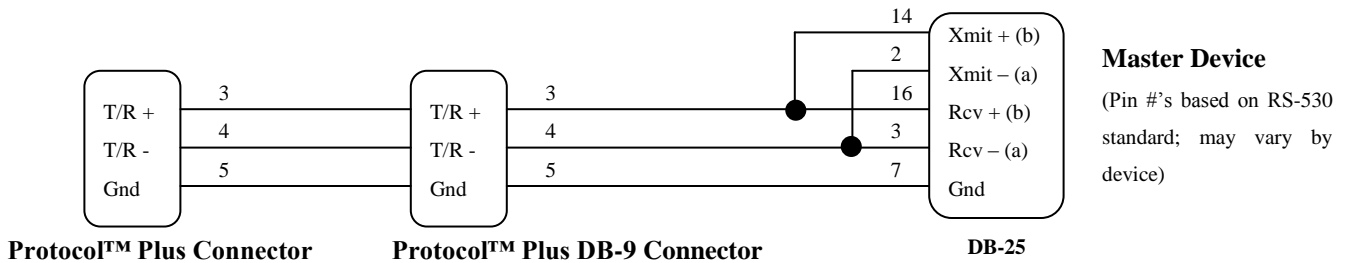 14
Xmit + (b)
2
Xmit – (a)
Master Device
3
3
16
T/R +
T/R +
Rcv + (b)
(Pin #'s based on RS-530
4
4
3
T/R -
T/R -
Rcv – (a)
standard; may vary by
5
5
7
Gnd
Gnd
Gnd
device)
Protocol™ Plus Connector
Protocol™ Plus DB-9 Connector
DB-25